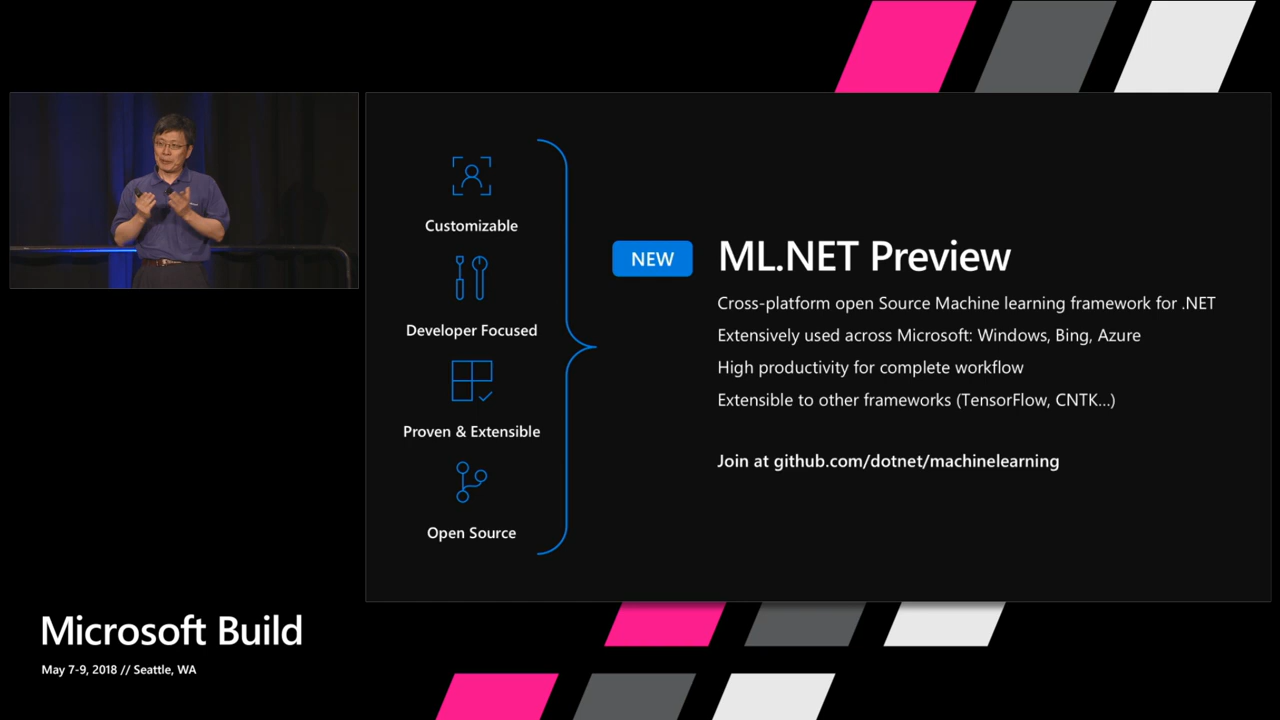 Customizable
Developer Focused
Proven & Extensible
Open Source
NEW
ML.NET Preview
Cross-platform open Source Machine learning framework for .NET
Extensively used across Microsoft: Windows, Bing, Azure
High productivity for complete workflow
Extensible to other frameworks (TensorFlow, CNTK...)
Join at github.com/dotnet/machinelearning
Microsoft Build
May 7-9, 2018 // Seattle, WA